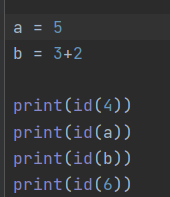 a = 5
b = 3+2
print(id(4))
print(id(a))
print(id(b))
print(id(6))